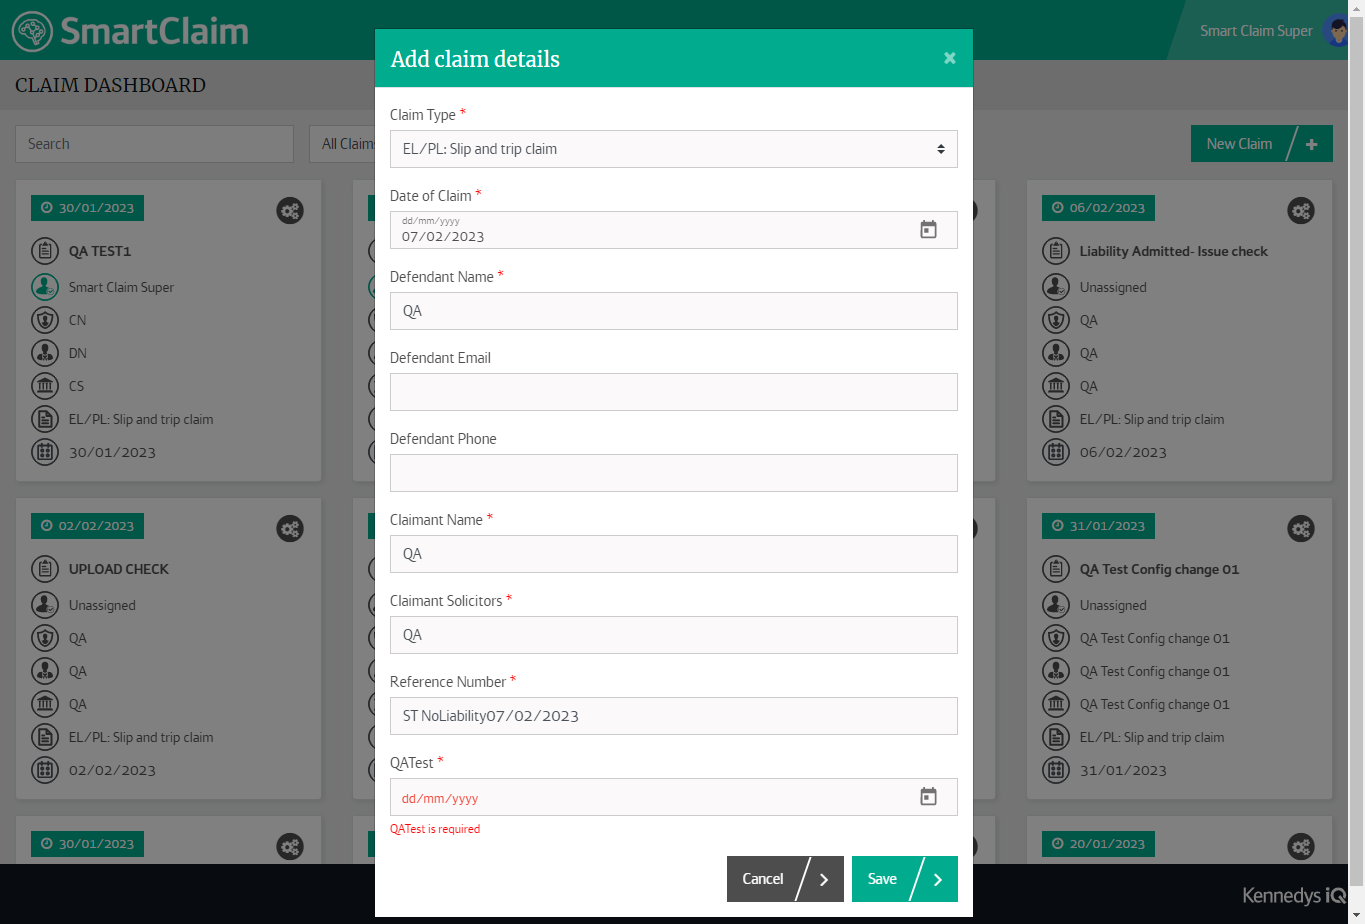 SmartClaim
Smart Claim Super
CLAIM DASHBOARD
Search
All Claim
New Claim
Add claim details
Claim Type *
EL/PL: Slip and trip claim
Date of Claim *
dd/mm/yyyy
07/02/2023
Defendant Name *
QA
Defendant Email
Defendant Phone
Claimant Name *
QA
Claimant Solicitors *
QA
Reference Number *
ST NoLiability07/02/2023
QATest *
dd/mm/yyyy
QATest is required
Cancel
Save
30/01/2023
QA TEST1
Smart Claim Super
CN
DN
CS
EL/PL: Slip and trip claim
30/01/2023
06/02/2023
Liability Admitted- Issue check
Unassigned
QA
QA
QA
EL/PL: Slip and trip claim
06/02/2023
02/02/2023
UPLOAD CHECK
Unassigned
QA
QA
QA
EL/PL: Slip and trip claim
02/02/2023
31/01/2023
QA Test Config change 01
Unassigned
QA Test Config change 01
QA Test Config change 01
QA Test Config change 01
EL/PL: Slip and trip claim
31/01/2023
30/01/2023
20/01/2023
Kennedys iQ